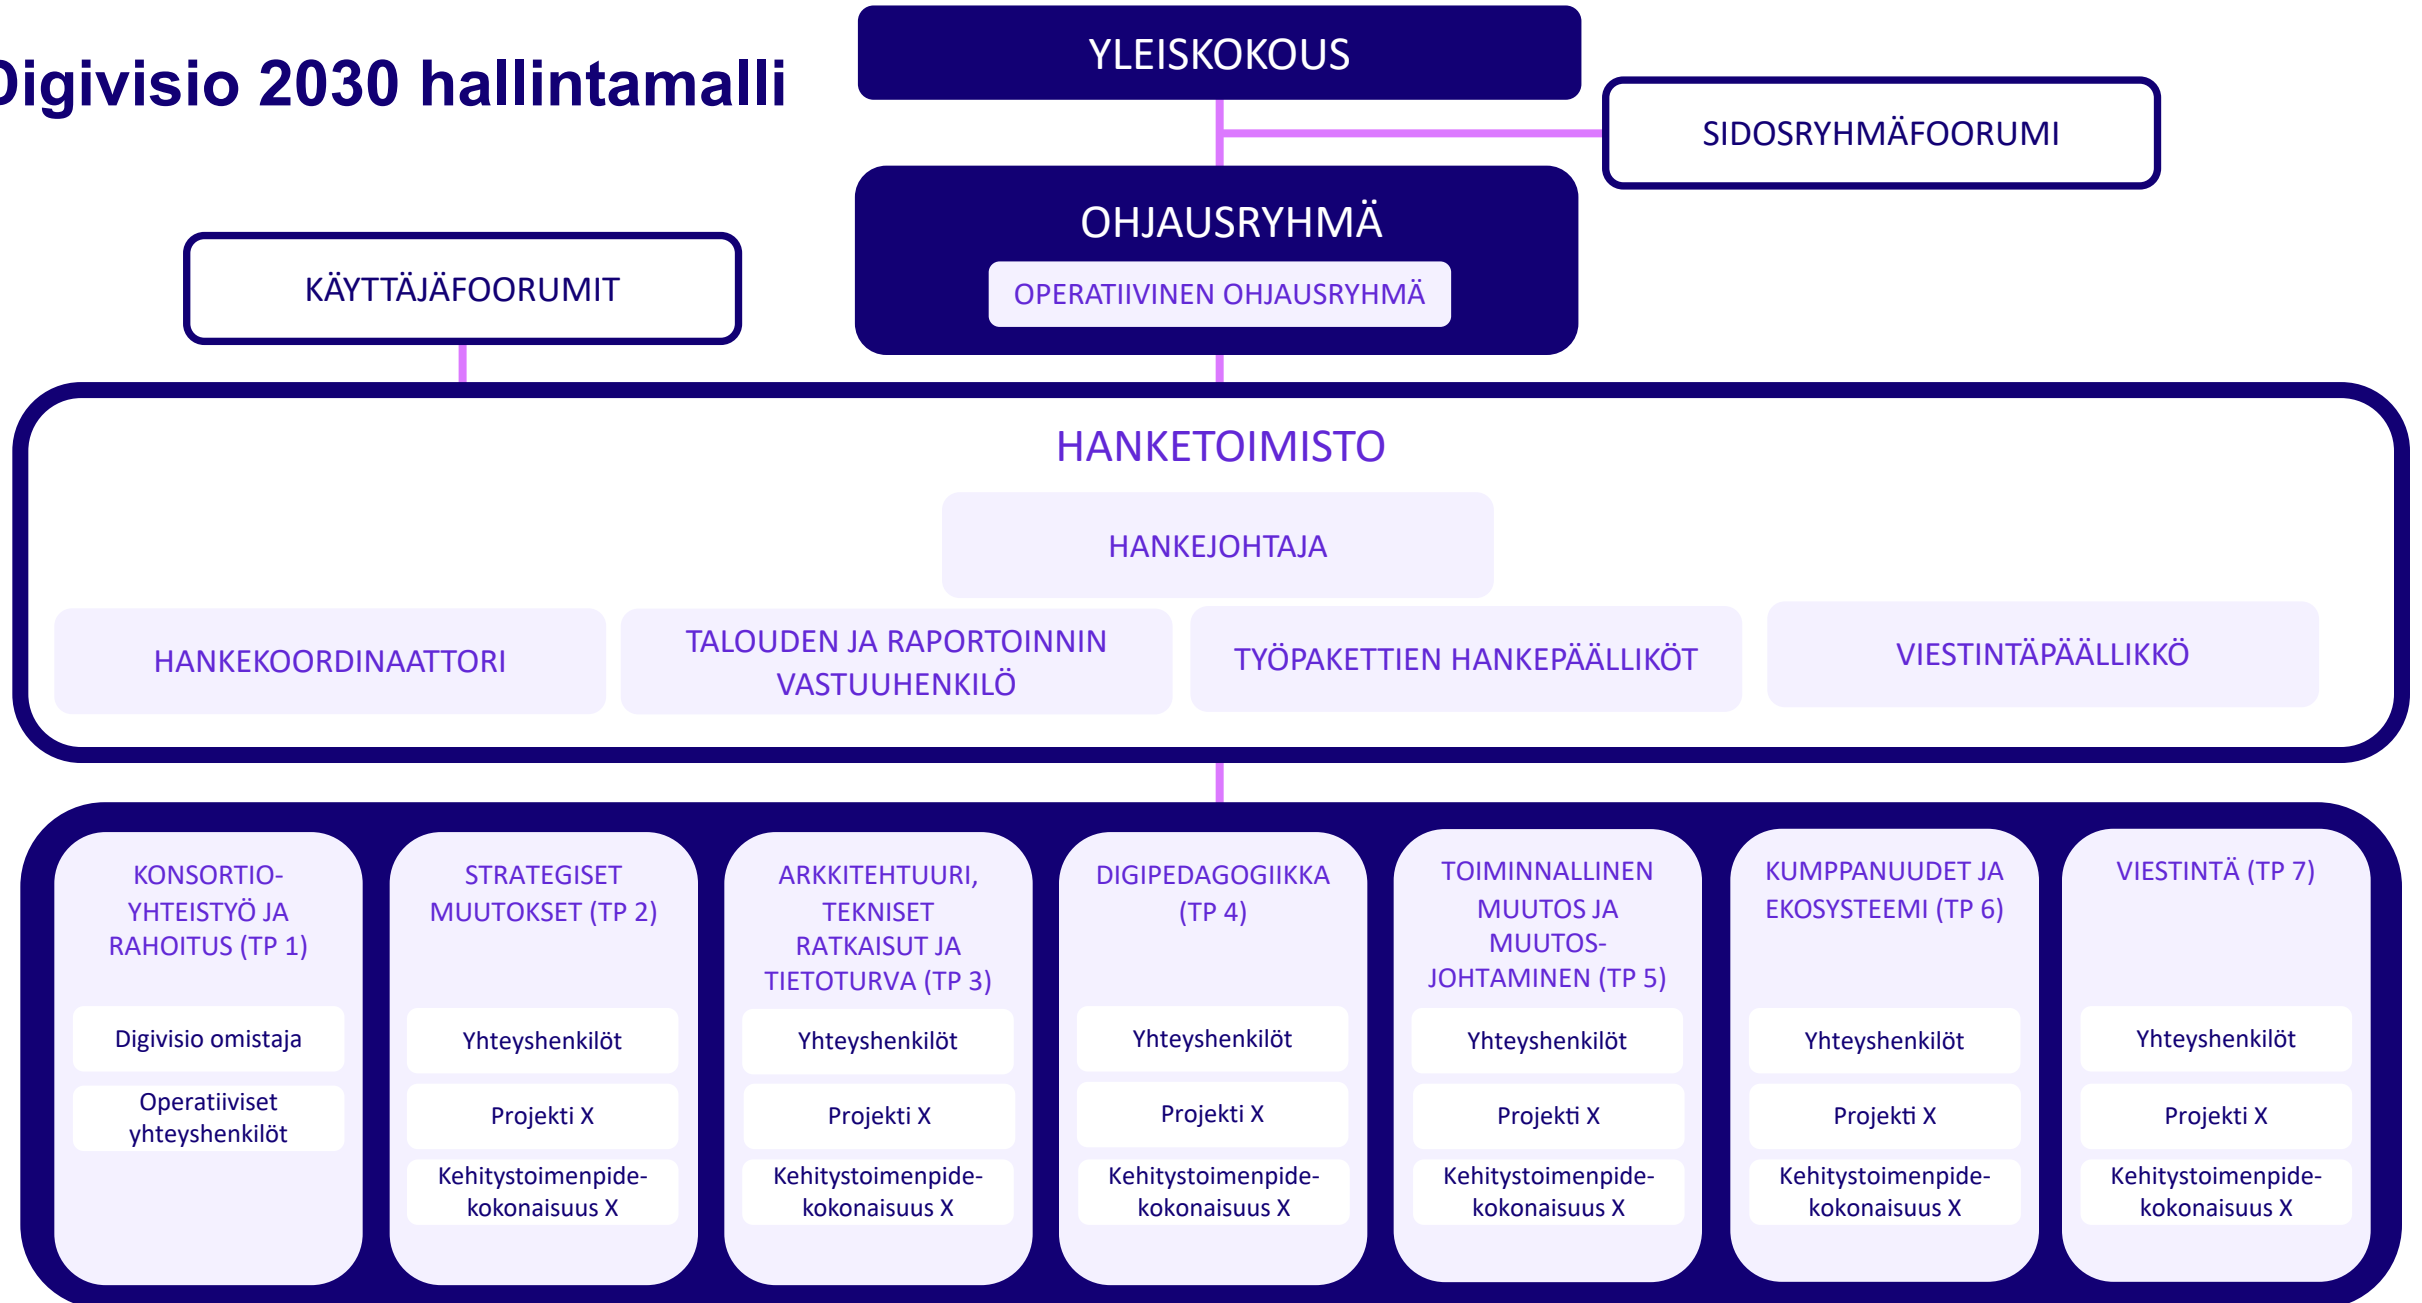 Digivisio 2030 hallintamalli
YLEISKOKOUS
SIDOSRYHMÄFOORUMI
OHJAUSRYHMÄ
OPERATIIVINEN OHJAUSRYHMÄ
KÄYTTÄJÄFOORUMIT
HANKETOIMISTO
HANKEJOHTAJA
HANKEKOORDINAATTORI
TALOUDEN JA RAPORTOINNIN
VASTUUHENKILÖ
TYÖPAKETTIEN HANKEPÄÄLLIKÖT
VIESTINTÄPÄÄLLIKKÖ
KONSORTIO-
YHTEISTYÖ JA
RAHOITUS (TP 1)
Digivisio omistaja
Operatiiviset
yhteyshenkilöt
STRATEGISET
MUUTOKSET (TP 2)
Yhteyshenkilöt
Projekti X
Kehitystoimenpide-
kokonaisuus X
ARKKITEHTUURI,
TEKNISET
RATKAISUT JA
TIETOTURVA (TP 3)
Yhteyshenkilöt
Projekti X
Kehitystoimenpide-
kokonaisuus X
DIGIPEDAGOGIIKKA
(TP 4)
Yhteyshenkilöt
Projekti X
Kehitystoimenpide-
kokonaisuus X
TOIMINNALLINEN
MUUTOS JA
MUUTOS-
JOHTAMINEN (TP 5)
Yhteyshenkilöt
Projekti X
Kehitystoimenpide-
kokonaisuus X
KUMPPANUUDET JA
EKOSYSTEEMI (TP 6)
Yhteyshenkilöt
Projekti X
Kehitystoimenpide-
kokonaisuus X
VIESTINTÄ (TP 7)
Yhteyshenkilöt
Projekti X
Kehitystoimenpide-
kokonaisuus X